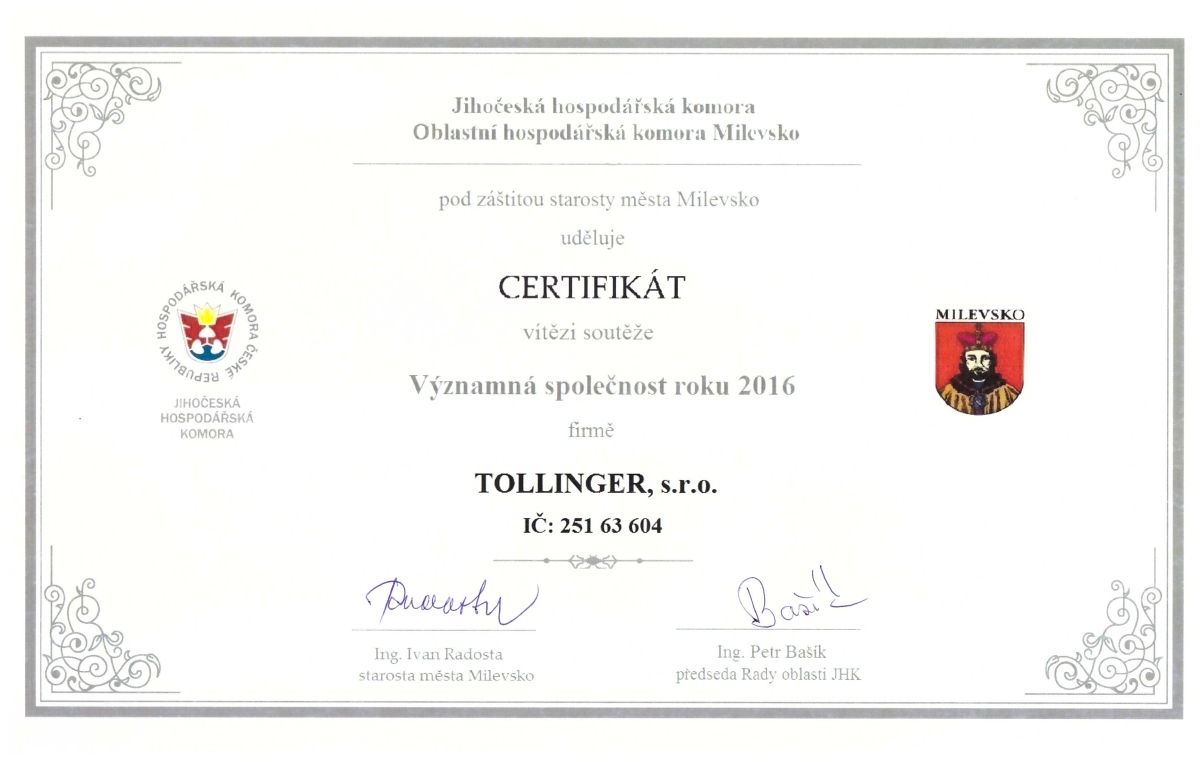 Jihočeská hospodářská komora
Oblastní hospodářská komora Milevsko
pod záštitou starosty města Milevsko
uděluje
CERTIFIKÁT
vítězi soutěže
Významná společnost roku 2016
firmě
TOLLINGER, s.r.o.
IČ: 251 63 604
HOSPODÁŘSKÁ KOMORA ČESKÉ REPUBLIKY
JIHOČESKÁ
HOSPODÁŘSKÁ
KOMORA
MILEVSKO
Bašík
Ing. Ivan Radosta
starosta města Milevsko
Ing. Petr Bašík
předseda Rady oblasti JHK